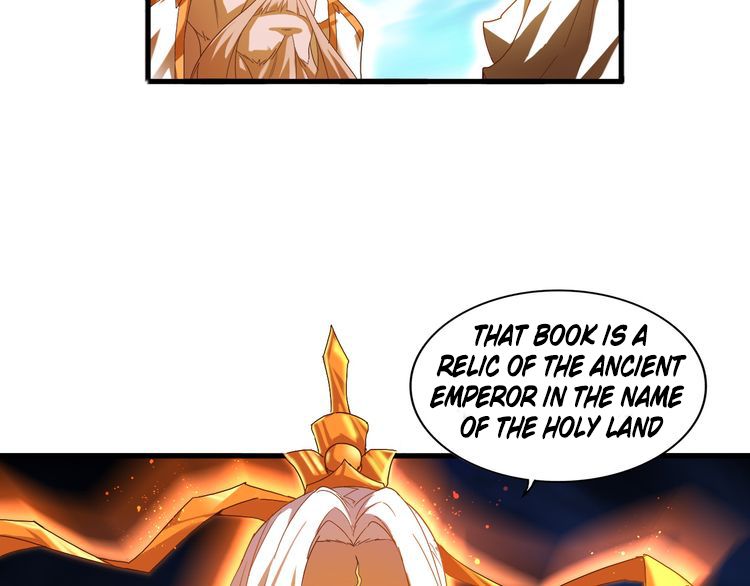 THAT BOOK IS A
RELIC OF THE ANCIENT
EMPEROR IN THE NAME
OF THE HOLY LAND